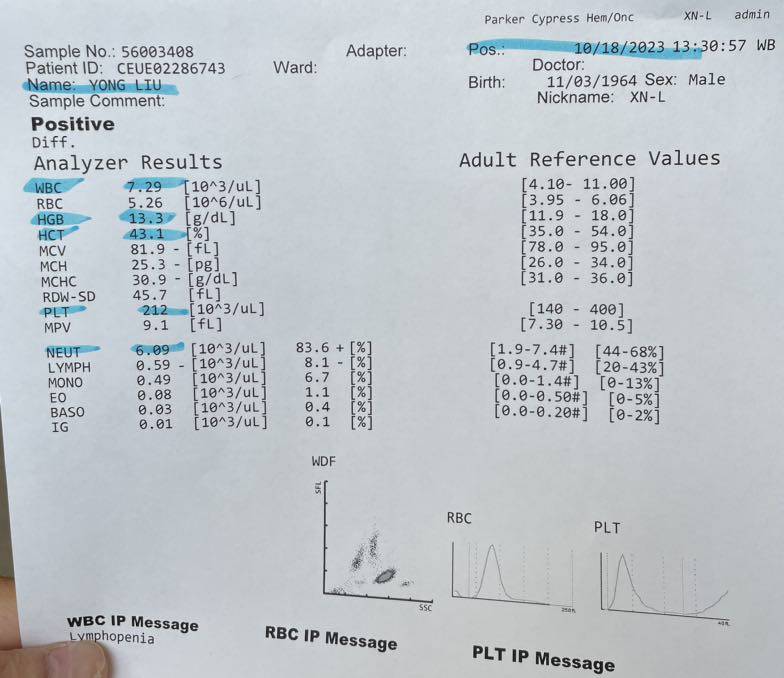 Parker Cypress Hem/Onc XN-L admin
Sample No.: 56003408 Adapter: Pos.: 10/18/2023 13:30:57 WB
Patient ID: CEUE02286743 Ward: Doctor:
Name: YONG LIU Birth: 11/03/1964 Sex: Male
Sample Comment: Nickname: XN-L
Positive
Diff.
Analyzer Results Adult Reference Values
WBC 7.29 [10^3/uL] [4.10- 11.00]
RBC 5.26 [10^6/uL] [3.95 - 6.06]
HGB 13.3 [g/dL] [11.9 - 18.0]
HCT 43.1 [%] [35.0 - 54.0]
MCV 81.9 - [fL] [78.0 - 95.0]
MCH 25.3 - [pg] [26.0 - 34.0]
MCHC 30.9 - [g/dL] [31.0 - 36.0]
RDW-SD 45.7 [fL]
PLT 212 [10^3/uL] [140 - 400]
MPV 9.1 [fL] [7.30 - 10.5]
NEUT 6.09 [10^3/uL] 83.6 + [%] [1.9-7.4#] [44-68%]
LYMPH 0.59 - [10^3/uL] 8.1 - [%] [0.9-4.7#] [20-43%]
MONO 0.49 [10^3/uL] 6.7 [%] [0.0-1.4#] [0-13%]
EO 0.08 [10^3/uL] 1.1 [%] [0.0-0.50#] [0-5%]
BASO 0.03 [10^3/uL] 0.4 [%] [0.0-0.20#] [0-2%]
IG 0.01 [10^3/uL] 0.1 [%]
WDF
SFL
SSC
RBC
250fL
PLT
40fL
WBC IP Message RBC IP Message PLT IP Message
Lymphopenia